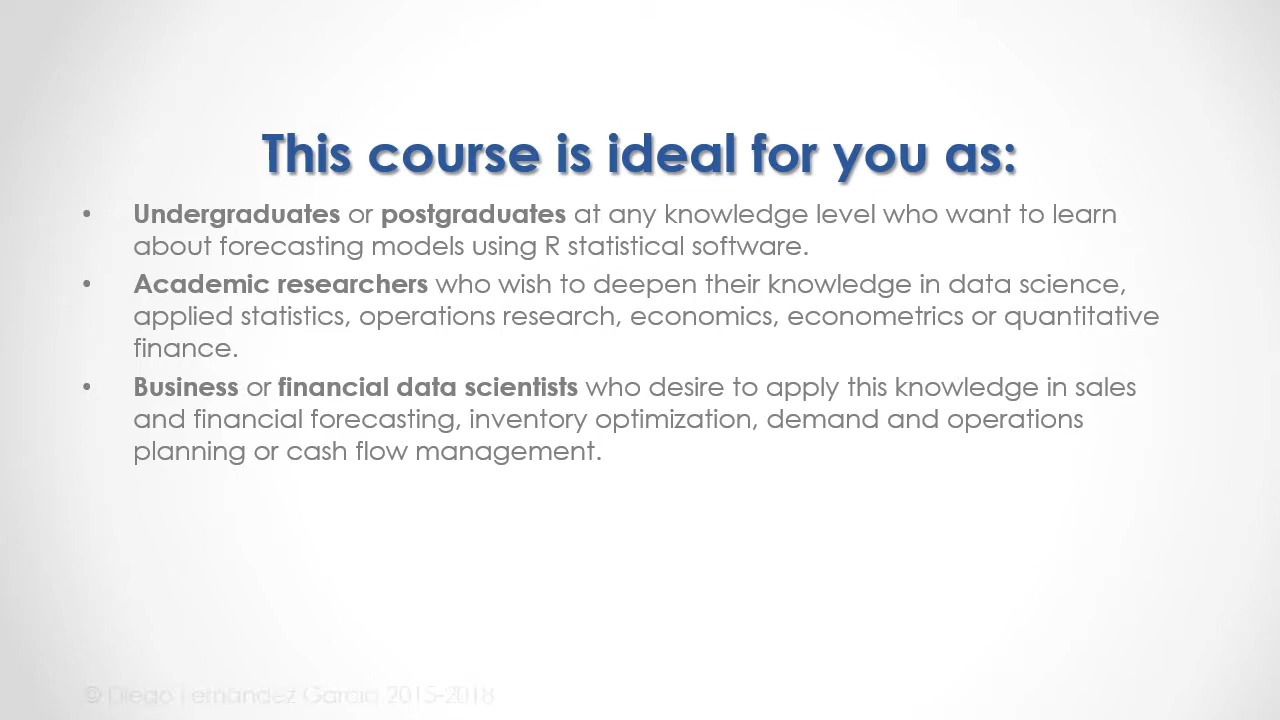 This course is ideal for you as:
• Undergraduates or postgraduates at any knowledge level who want to learn
about forecasting models using R statistical software.
• Academic researchers who wish to deepen their knowledge in data science,
applied statistics, operations research, economics, econometrics or quantitative
finance.
• Business or financial data scientists who desire to apply this knowledge in sales
and financial forecasting, inventory optimization, demand and operations
planning or cash flow management.
© Diego Fernandez Garcia 2015-2018